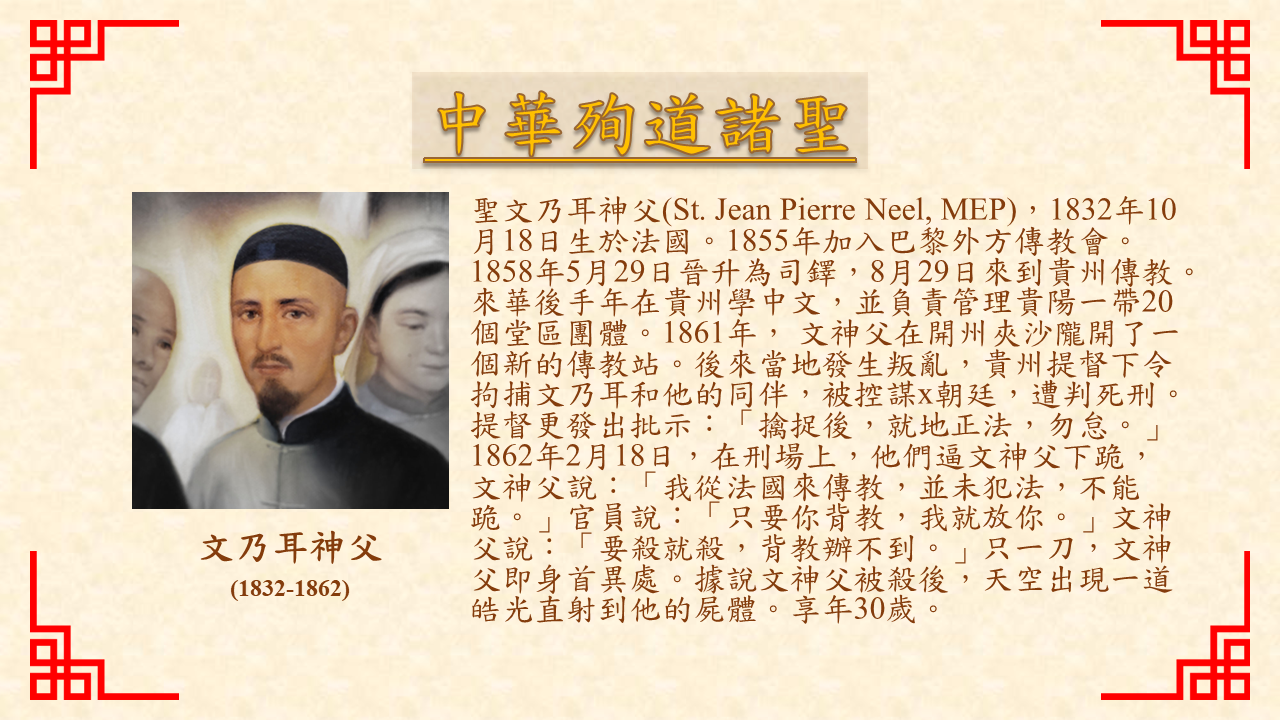 中華殉道諸聖
聖文乃耳神父(St. Jean Pierre Neel, MEP)，1832年10
月18日生於法國。1855年加入巴黎外方傳教會。
1858年5月29日晉升為司鐸，8月29日來到貴州傳教。
來華後手年在貴州學中文，並負責管理貴陽一帶20
個堂區團體。1861年， 文神父在開州夾沙隴開了一
個新的傳教站。後來當地發生叛亂，貴州提督下令
拘捕文乃耳和他的同伴，被控謀x朝廷，遭判死刑。
提督更發出批示：「擒捉後，就地正法，勿怠。」
1862年2月18日，在刑場上，他們逼文神父下跪，
文神父說：「我從法國來傳教，並未犯法，不能
跪。」官員說：「只要你背教，我就放你。」文神
父說：「要殺就殺，背教辦不到。」只一刀，文神
父即身首異處。據說文神父被殺後，天空出現一道
皓光直射到他的屍體。享年30歲。
文乃耳神父
(1832-1862)